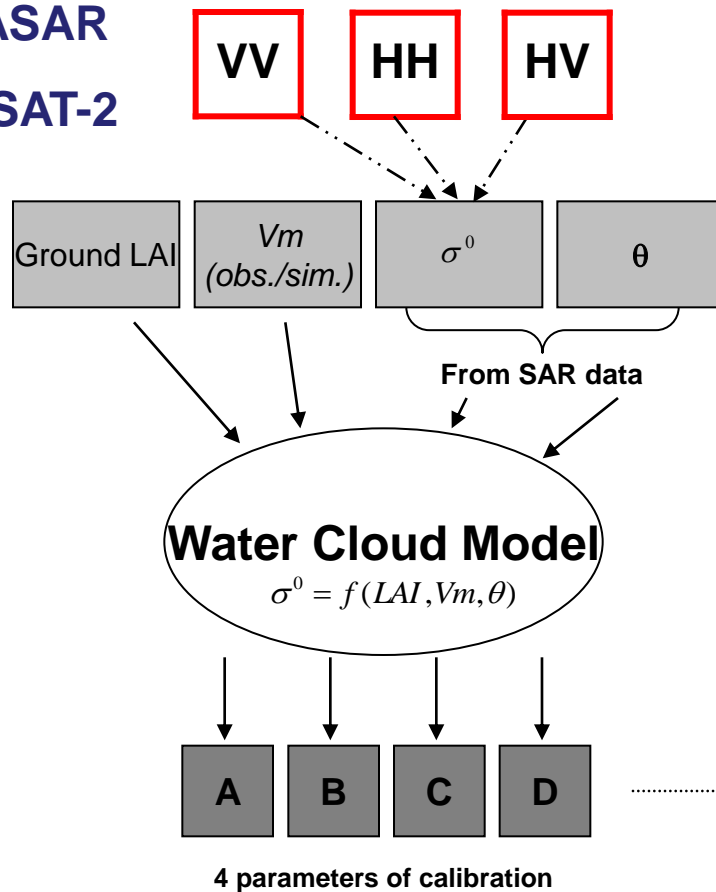 ASAR
SAT-2
VV HH HV
Ground LAI
Vm
(obs./sim.)
σ⁰
θ
From SAR data
Water Cloud Model
σ⁰ = f(LAI,Vm,θ)
A B C D
4 parameters of calibration